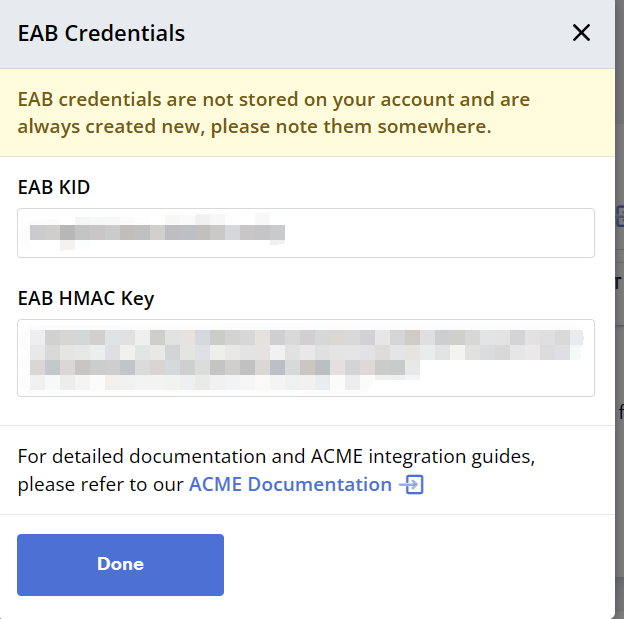 EAB Credentials
EAB credentials are not stored on your account and are
always created new, please note them somewhere.
EAB KID
EAB HMAC Key
For detailed documentation and ACME integration guides,
please refer to our ACME Documentation
Done